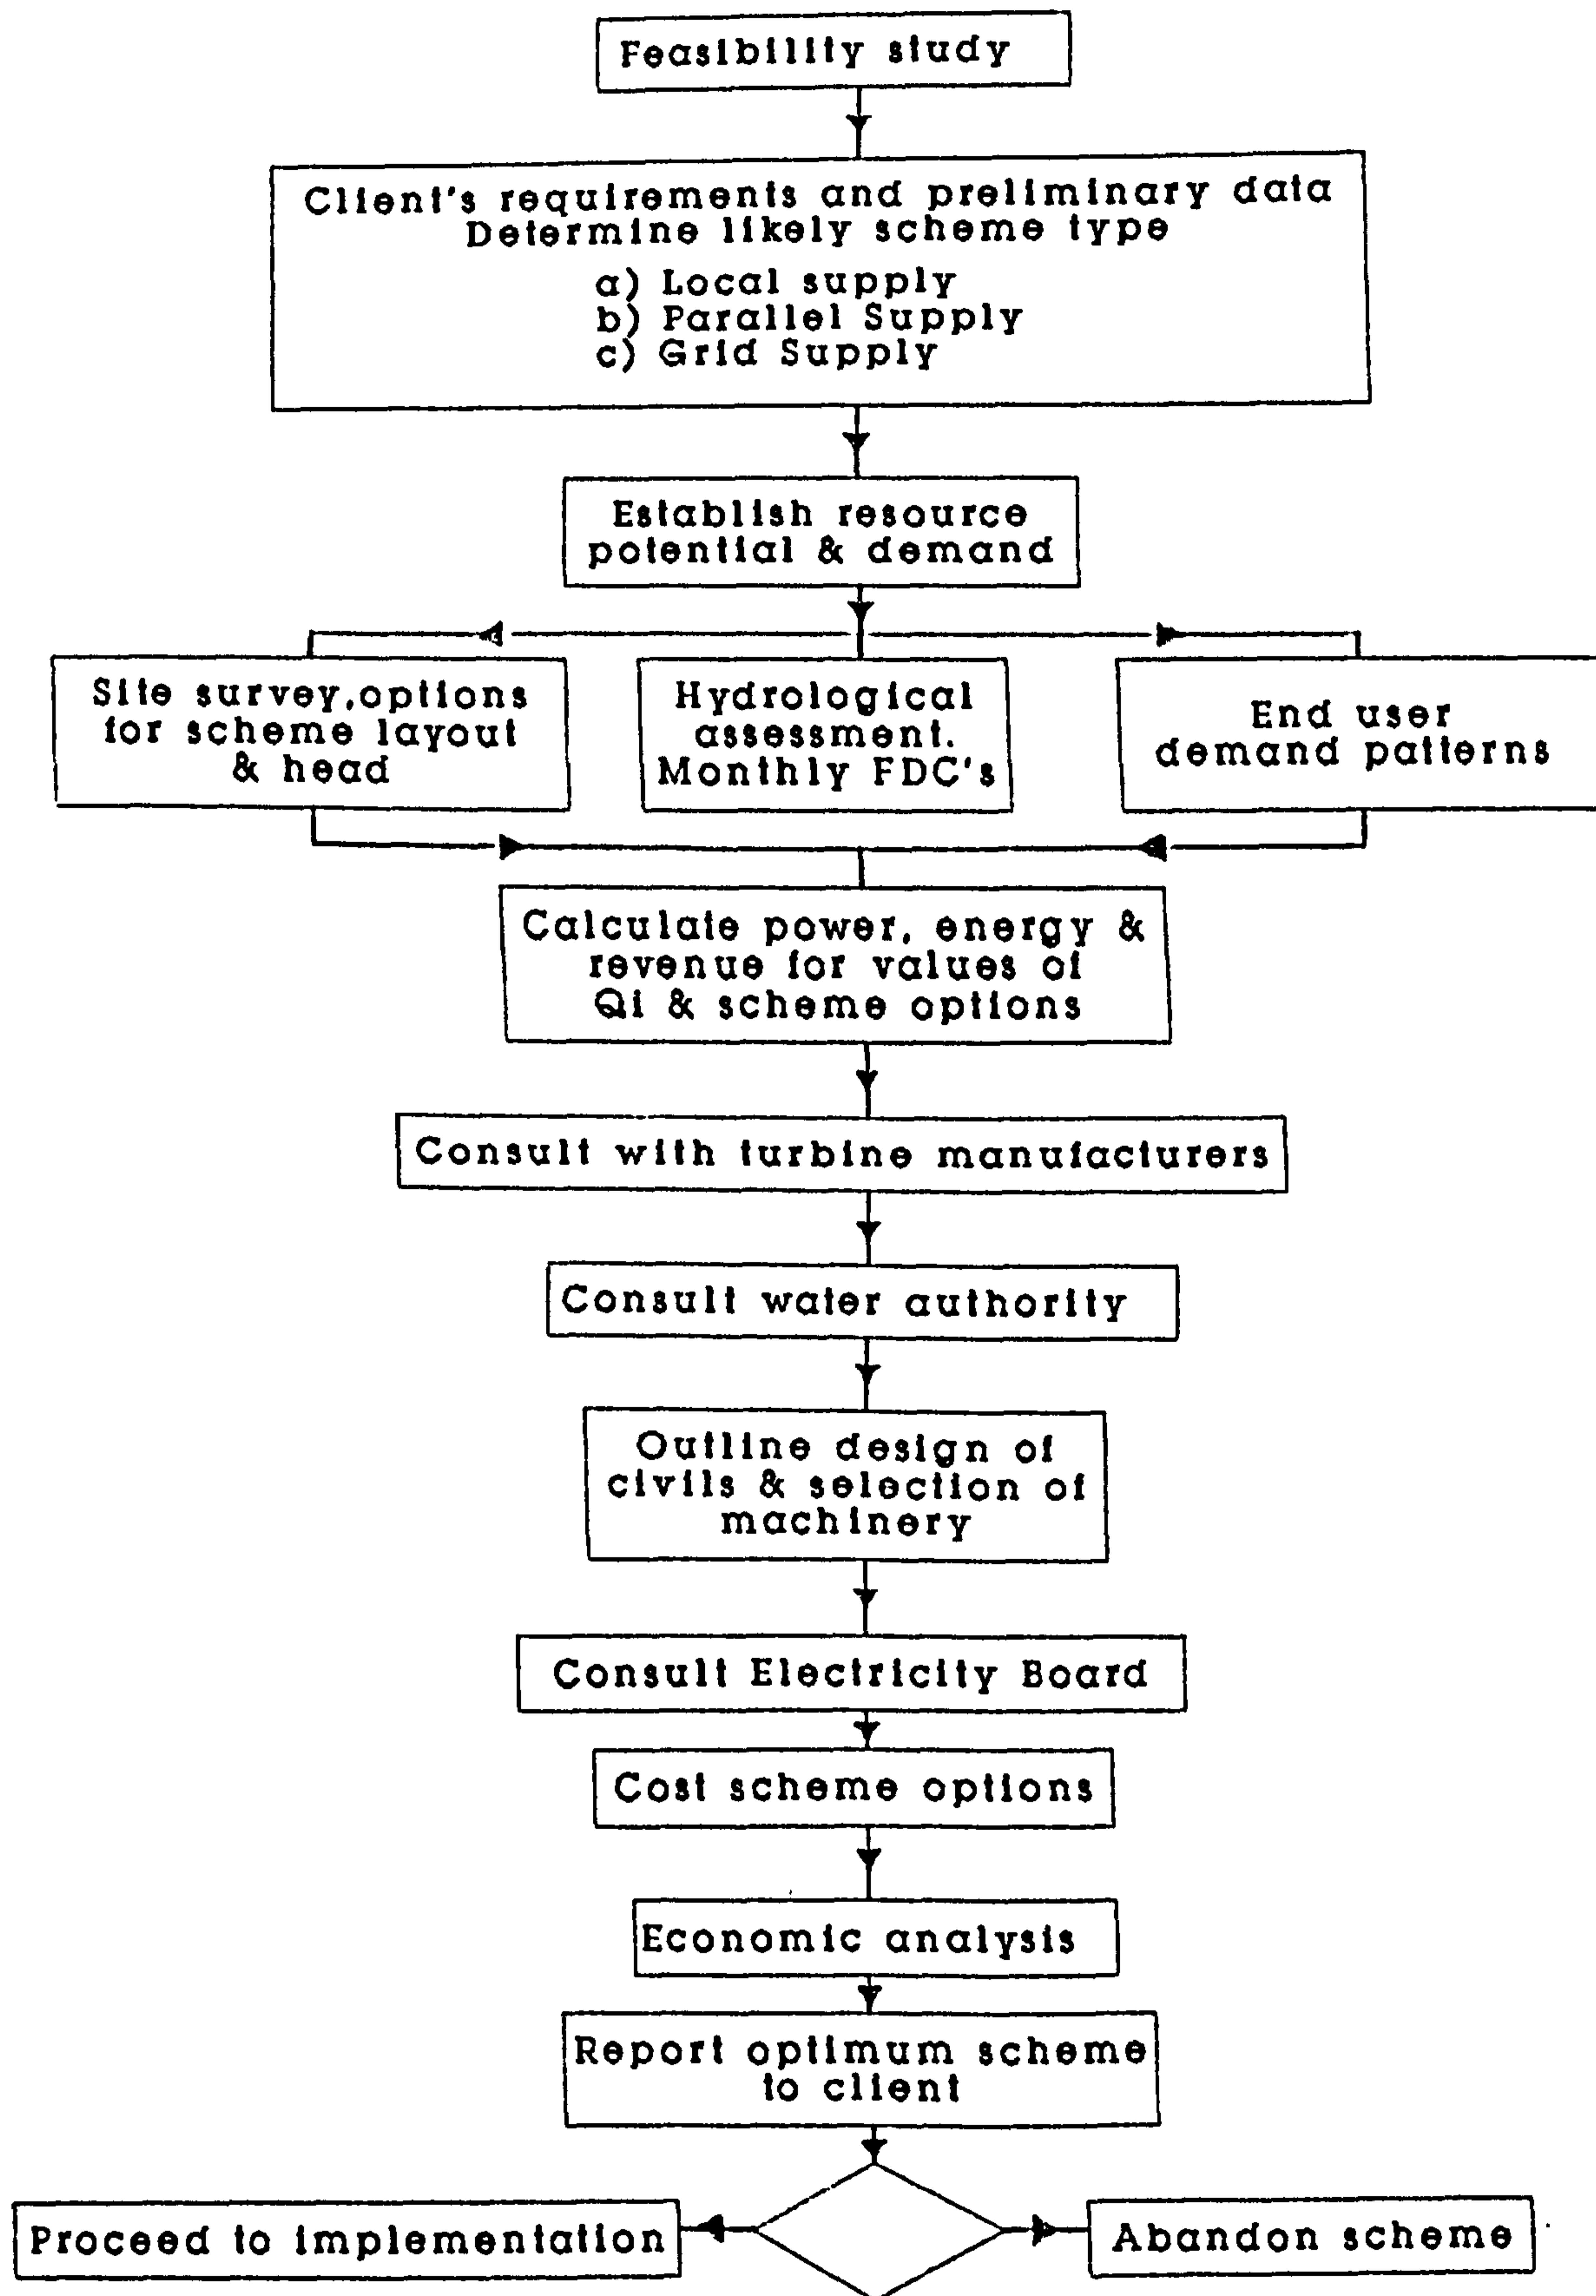 Feasibility study
Client's requirements and preliminary data
Determine likely scheme type
a) Local supply
b) Parallel Supply
c) Grid Supply
Establish resource
potential & demand
Site survey,options
for scheme layout
& head
Hydrological
assessment.
Monthly FDC's
End user
demand patterns
Calculate power, energy &
revenue for values of
Qi & scheme options
Consult with turbine manufacturers
Consult water authority
Outline design of
civils & selection of
machinery
Consult Electricity Board
Cost scheme options
Economic analysis
Report optimum scheme
to client
Proceed to implementation
Abandon scheme